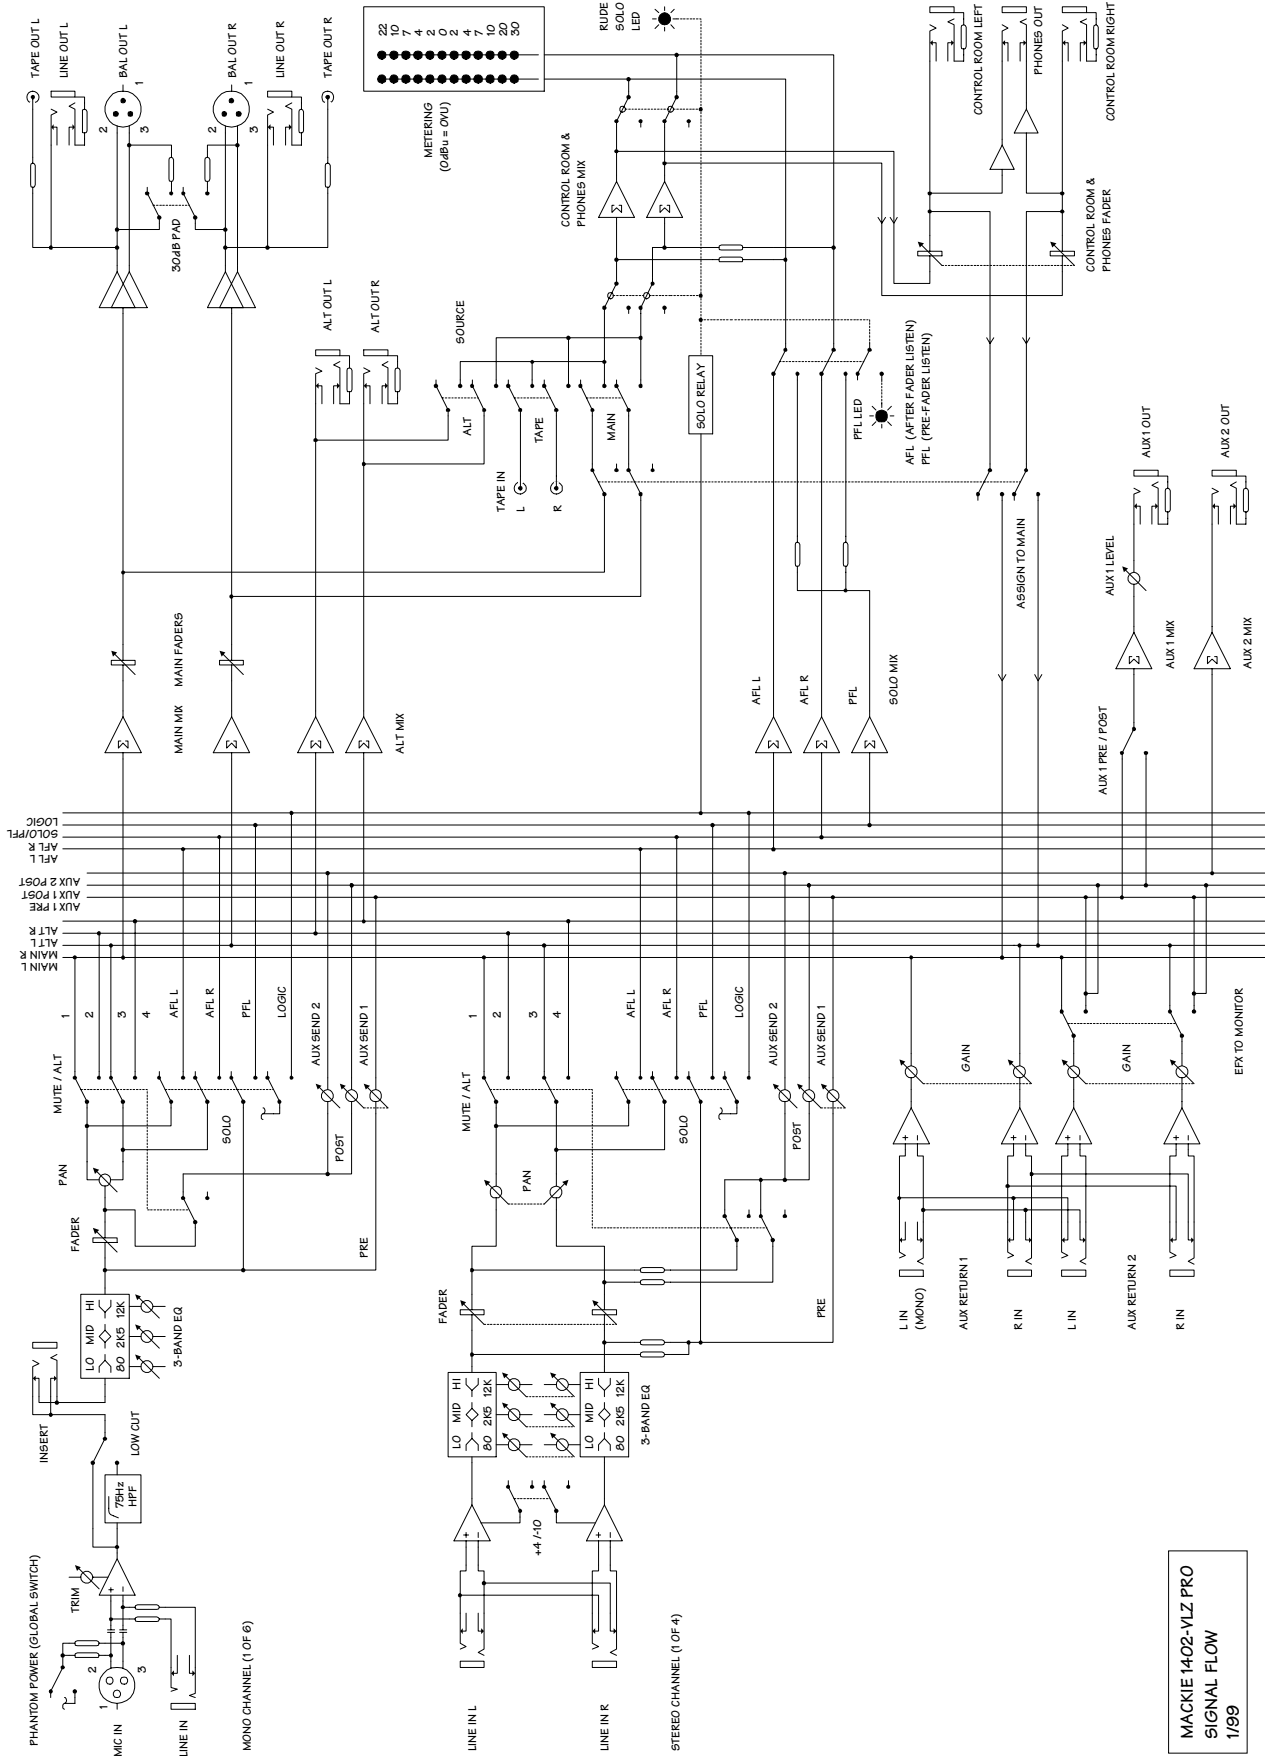 PHANTOM POWER (GLOBAL SWITCH)
MIC IN
1
2
3
LINE IN
MONO CHANNEL (1 OF 6)
TRIM
+
-
75Hz
HPF
LOW CUT
INSERT
LO MID HI
80 2K5 12K
3-BAND EQ
FADER
PRE
PAN
MUTE / ALT
SOLO
POST
1
2
3
4
AFL L
AFL R
PFL
LOGIC
AUX SEND 2
AUX SEND 1
LINE IN L
LINE IN R
STEREO CHANNEL (1 OF 4)
+
-
+
-
+4 /-10
LO MID HI
80 2K5 12K
LO MID HI
80 2K5 12K
3-BAND EQ
FADER
PRE
PAN
MUTE / ALT
SOLO
POST
1
2
3
4
AFL L
AFL R
PFL
LOGIC
AUX SEND 2
AUX SEND 1
L IN
(MONO)
AUX RETURN 1
R IN
L IN
AUX RETURN 2
R IN
+
-
+
-
+
-
+
-
GAIN
GAIN
EFX TO MONITOR
MAIN L
MAIN R
ALT L
ALT R
AUX 1 PRE
AUX 1 POST
AUX 2 POST
AFL L
AFL R
SOLO/PFL
LOGIC
MAIN MIX
MAIN FADERS
Σ
Σ
Σ
Σ
ALT MIX
AFL L
AFL R
PFL
Σ
Σ
Σ
SOLO MIX
AUX 1 PRE / POST
Σ
AUX 1 MIX
AUX 1 LEVEL
AUX 1 OUT
Σ
AUX 2 MIX
AUX 2 OUT
ASSIGN TO MAIN
TAPE IN
L
R
ALT
TAPE
MAIN
SOURCE
SOLO RELAY
PFL LED
AFL (AFTER FADER LISTEN)
PFL (PRE-FADER LISTEN)
ALT OUT L
ALT OUT R
30dB PAD
TAPE OUT L
LINE OUT L
BAL OUT L
2
3
1
BAL OUT R
2
3
1
LINE OUT R
TAPE OUT R
METERING
(0dBu = 0VU)
22
10
7
4
2
0
2
4
7
10
20
30
CONTROL ROOM &
PHONES MIX
Σ
Σ
RUDE
SOLO
LED
CONTROL ROOM &
PHONES FADER
CONTROL ROOM LEFT
PHONES OUT
CONTROL ROOM RIGHT
MACKIE 1402-VLZ PRO
SIGNAL FLOW
1/99